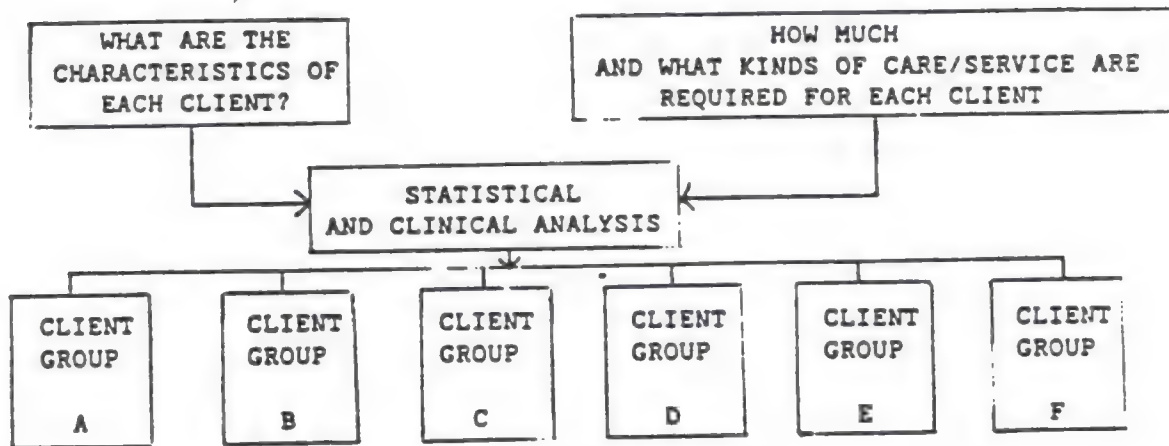 WHAT ARE THE
CHARACTERISTICS OF
EACH CLIENT?
HOW MUCH
AND WHAT KINDS OF CARE/SERVICE ARE
REQUIRED FOR EACH CLIENT
STATISTICAL
AND CLINICAL ANALYSIS
CLIENT
GROUP
A
CLIENT
GROUP
B
CLIENT
GROUP
C
CLIENT
GROUP
D
CLIENT
GROUP
E
CLIENT
GROUP
F